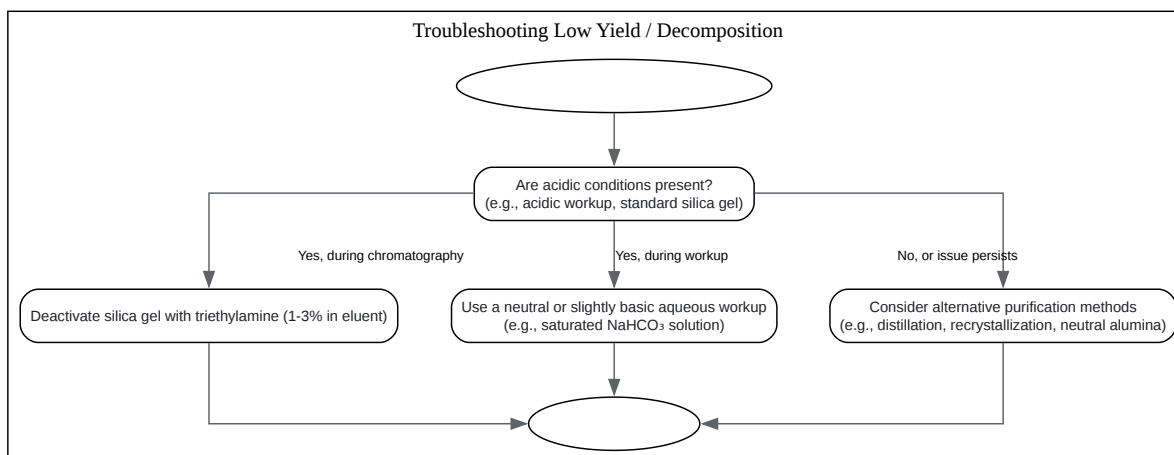 Troubleshooting Low Yield / Decomposition
Are acidic conditions present?
(e.g., acidic workup, standard silica gel)
Yes, during chromatography
Yes, during workup
No, or issue persists
Deactivate silica gel with triethylamine (1-3% in eluent)
Use a neutral or slightly basic aqueous workup
(e.g., saturated NaHCO₃ solution)
Consider alternative purification methods
(e.g., distillation, recrystallization, neutral alumina)